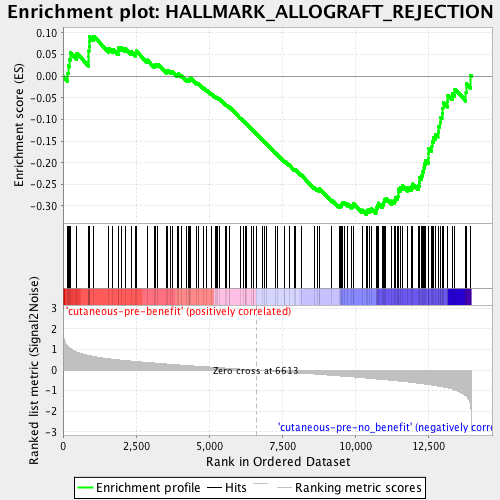 Enrichment plot: HALLMARK_ALLOGRAFT_REJECTION
Enrichment score (ES)
0.10
0.05
0.00
-0.05
-0.10
-0.15
-0.20
-0.25
-0.30
'cutaneous-pre-benefit' (positively correlated)
Ranked list metric (Signal2Noise)
3
2
1
0
-1
-2
-3
Zero cross at 6613
'cutaneous-pre-no_benefit' (negatively corre
0
2,500
5,000
7,500
10,000
12,500
Rank in Ordered Dataset
Enrichment profile
Hits
Ranking metric scores